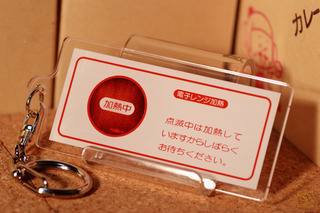 カレー
電子レンジ加熱
加熱中
点滅中は加熱して
いますからしばらく
お待ちください。